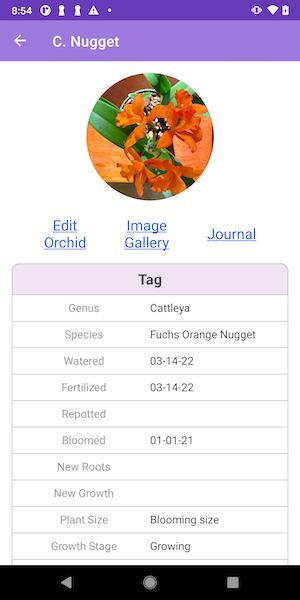 8:54
C. Nugget
Edit Orchid
Image Gallery
Journal
Tag
Genus Cattleya
Species Fuchs Orange Nugget
Watered 03-14-22
Fertilized 03-14-22
Repotted
Bloomed 01-01-21
New Roots
New Growth
Plant Size Blooming size
Growth Stage Growing